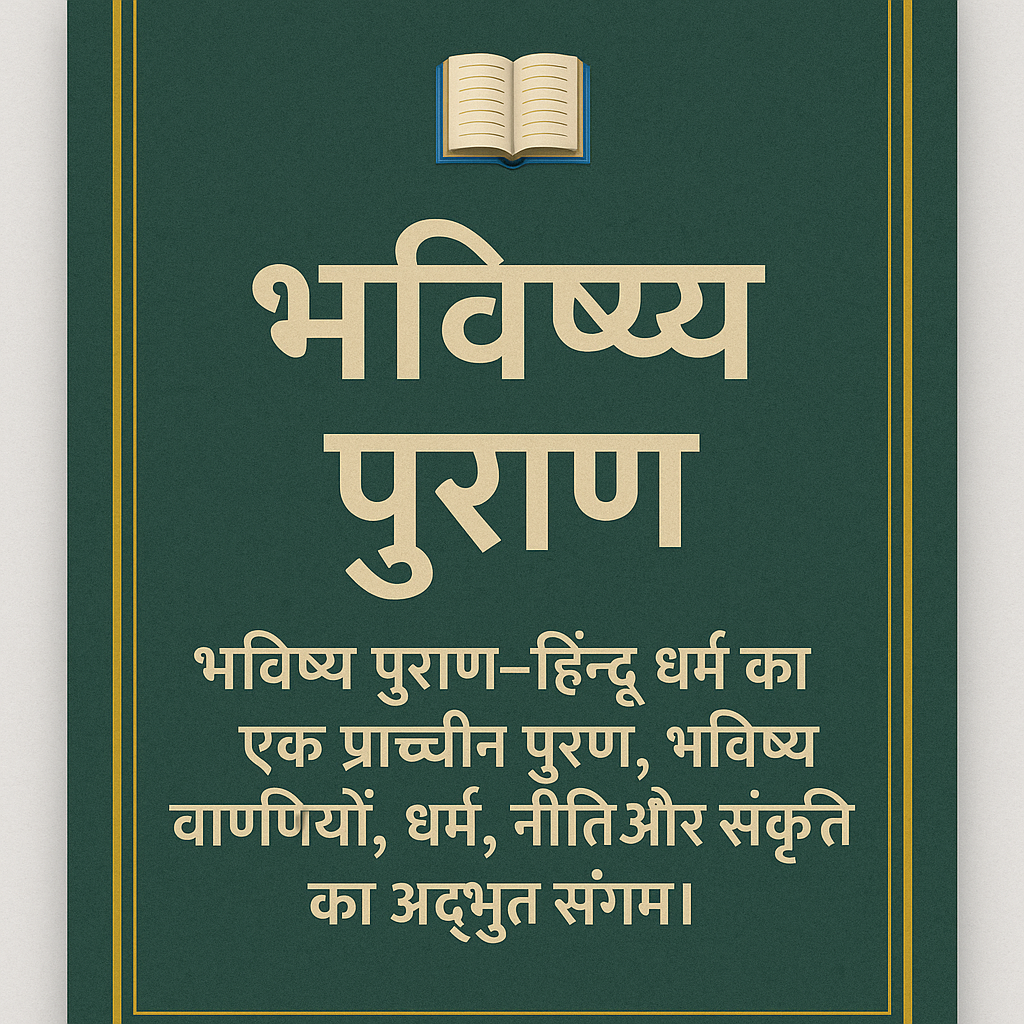 भविष्य्य
पुराण
भविष्य पुराण–हिंन्दू धर्म का
एक प्राच्चीन पुरण, भविष्य
वाणणियों, धर्म, नीति और संकृति
का अद्भुत संगम।